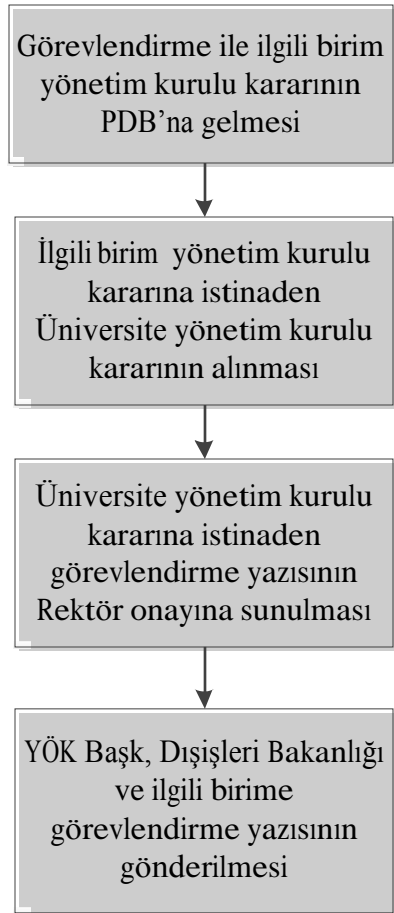 Görevlendirme ile ilgili birim
yönetim kurulu kararının
PDB’na gelmesi
İlgili birim yönetim kurulu
kararına istinaden
Üniversite yönetim kurulu
kararının alınması
Üniversite yönetim kurulu
kararına istinaden
görevlendirme yazısının
Rektör onayına sunulması
YÖK Başk, Dışişleri Bakanlığı
ve ilgili birime
görevlendirme yazısının
gönderilmesi